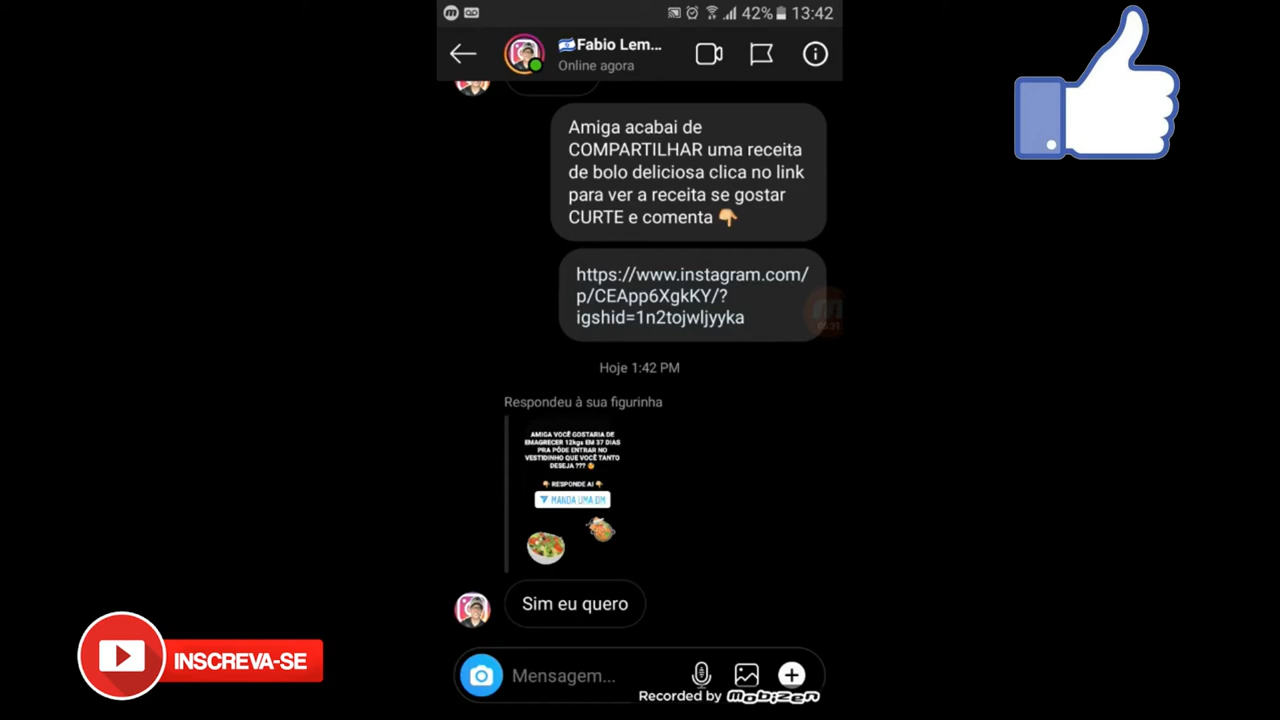 42% 13:42
Fabio Lem...
Online agora
Amiga acabai de
COMPARTILHAR uma receita
de bolo deliciosa clica no link
para ver a receita se gostar
CURTE e comenta 👇🏼
https://www.instagram.com/
p/CEApp6XgkKY/?
igshid=1n2tojwljyyka
05:31
Hoje 1:42 PM
Respondeu à sua figurinha
AMIGA VOCÊ GOSTARIA DE
EMAGRECER 12kgs EM 37 DIAS
PRA PÔDE ENTRAR NO
VESTIDINHO QUE VOCÊ TANTO
DESEJA ???
👇🏼 RESPONDE AI 👇🏼
MANDA UMA DM
Sim eu quero
Mensagem...
Recorded by Mobizen
INSCREVA-SE